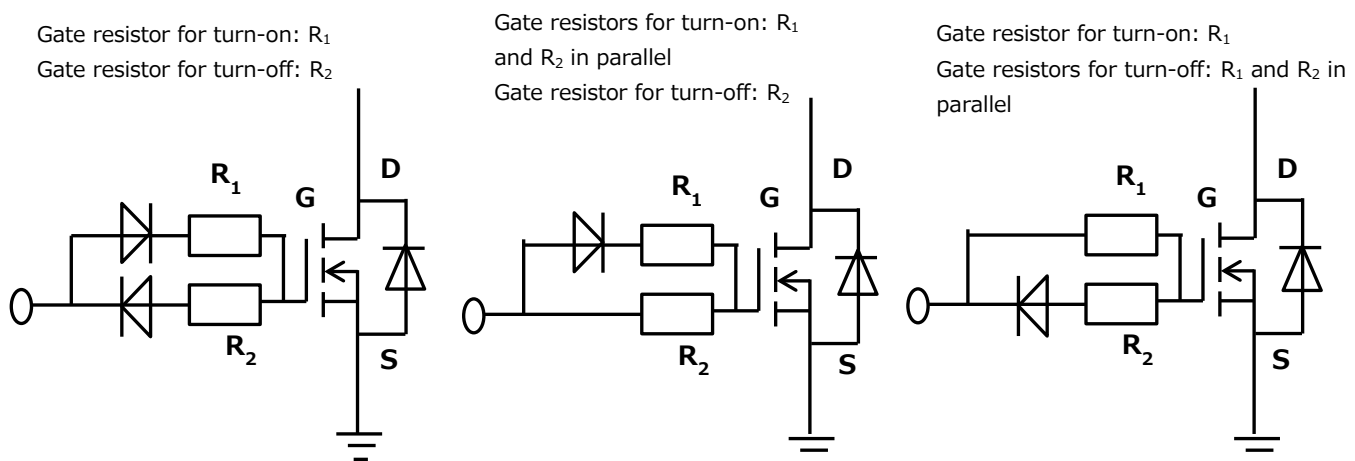 Gate resistor for turn-on: R₁
Gate resistor for turn-off: R₂
R₁
G
D
R₂
S
Gate resistors for turn-on: R₁
and R₂ in parallel
Gate resistor for turn-off: R₂
R₁
G
D
R₂
S
Gate resistor for turn-on: R₁
Gate resistors for turn-off: R₁ and R₂ in
parallel
R₁
G
D
R₂
S